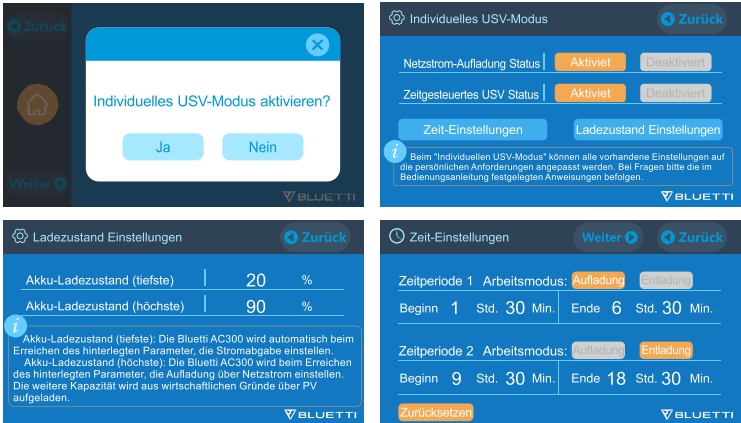 Zurück
Individuelles USV-Modus aktivieren?
Ja
Nein
Weiter
BLUETTI
Individuelles USV-Modus
Zurück
Netzstrom-Aufladung Status
Aktiviet
Deaktiviert
Zeitgesteuertes USV Status
Aktiviet
Deaktiviert
Zeit-Einstellungen
Ladezustand Einstellungen
i
Beim "Individuellen USV-Modus" können alle vorhandene Einstellungen auf
die persönlichen Anforderungen angepasst werden. Bei Fragen bitte die im
Bedienungsanleitung festgelegten Anweisungen befolgen.
BLUETTI
Ladezustand Einstellungen
Zurück
Akku-Ladezustand (tiefste) 20 %
Akku-Ladezustand (höchste) 90 %
i
Akku-Ladezustand (tiefste): Die Bluetti AC300 wird automatisch beim
Erreichen des hinterlegten Parameter, die Stromabgabe einstellen.
Akku-Ladezustand (höchste): Die Bluetti AC300 wird beim Erreichen
des hinterlegten Parameter, die Aufladung über Netzstrom einstellen.
Die weitere Kapazität wird aus wirtschaftlichen Gründe über PV
aufgeladen.
BLUETTI
Zeit-Einstellungen
Weiter
Zurück
Zeitperiode 1 Arbeitsmodus: Aufladung Entladung
Beginn 1 Std. 30 Min. Ende 6 Std. 30 Min.
Zeitperiode 2 Arbeitsmodus: Aufladung Entladung
Beginn 9 Std. 30 Min. Ende 18 Std. 30 Min.
Zurücksetzen
BLUETTI